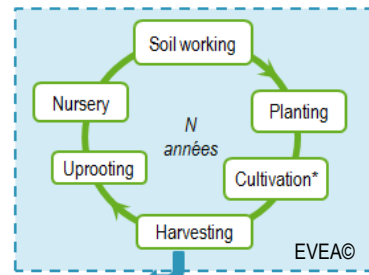 Soil working
Nursery
Planting
N
années
Uprooting
Cultivation*
Harvesting
EVEA©